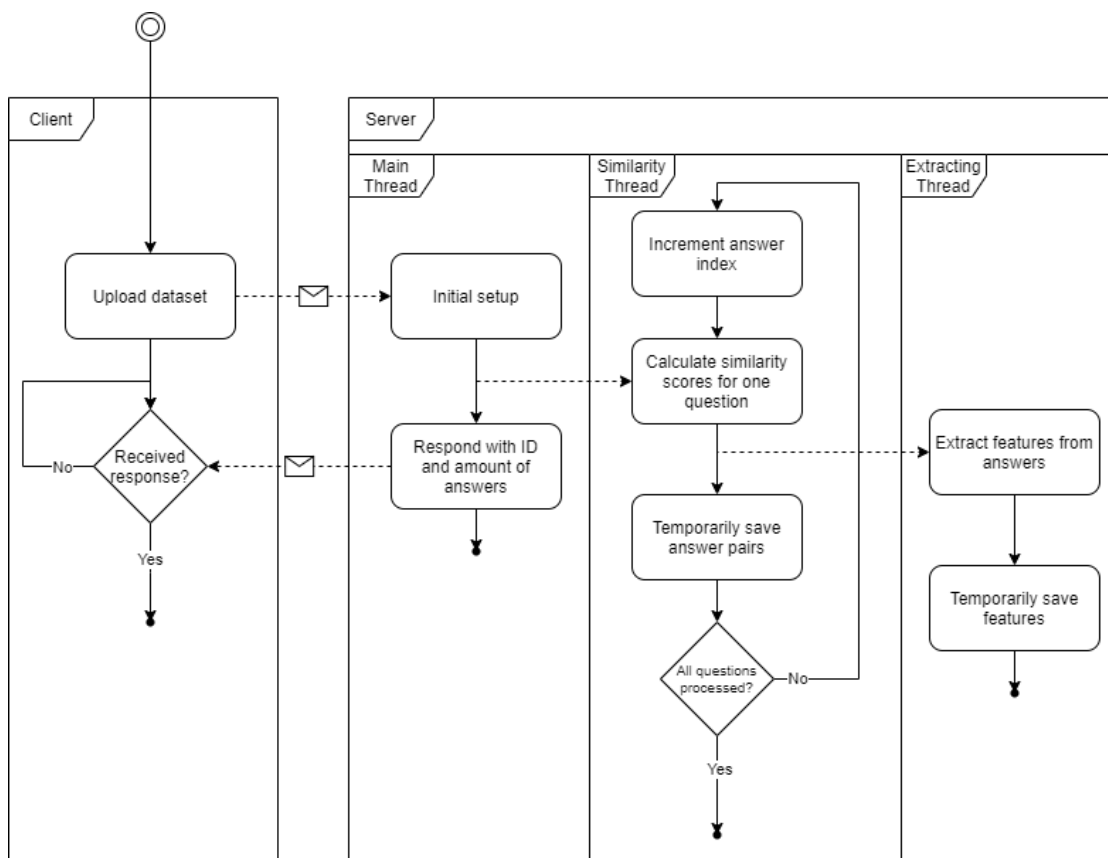 Client
Server
Main
Thread
Similarity
Thread
Extracting
Thread
Increment answer
index
Upload dataset
Initial setup
Calculate similarity
scores for one
question
Received
response?
No
Respond with ID
and amount of
answers
Extract features from
answers
Temporarily save
answer pairs
Yes
Temporarily save
features
All questions
processed?
No
Yes